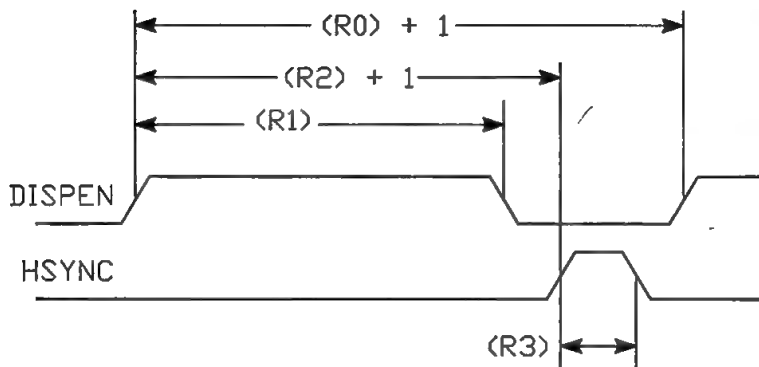 (R0) + 1
(R2) + 1
(R1)
DISPEN
HSYNC
(R3)